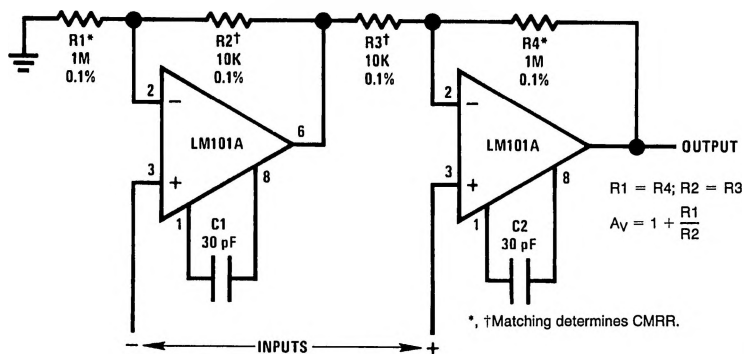 R1*
1M
0.1%
R2†
10K
0.1%
R3†
10K
0.1%
R4*
1M
0.1%
2
−
LM101A
6
3
+
8
1
C1
30 pF
2
−
LM101A
OUTPUT
3
+
8
1
C2
30 pF
R1 = R4; R2 = R3
AV = 1 + R1/R2
*, †Matching determines CMRR.
− INPUTS +